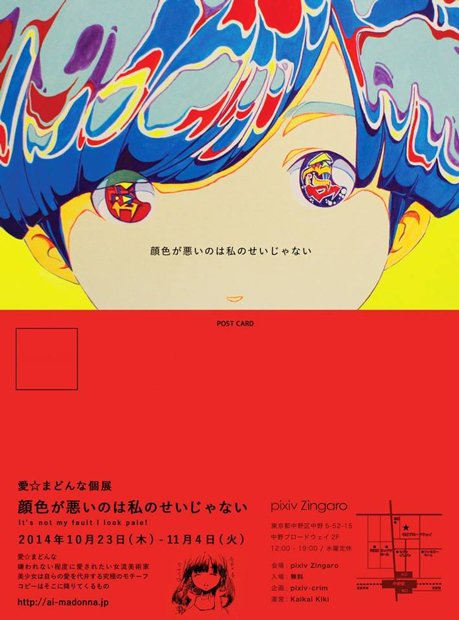 顔色が悪いのは私のせいじゃない
POST CARD
愛☆まどんな個展
顔色が悪いのは私のせいじゃない
It's not my fault I look pale!
2014年10月23日(木) - 11月4日(火)
愛☆まどんな
嫌われない程度に愛されたい女流美術家
美少女は自らの愛を代弁する究極のモチーフ
コピーはそこに降りてくるもの
http://ai-madonna.jp
pixiv Zingaro
東京都中野区中野 5-52-15
中野ブロードウェイ 2F
12:00 - 19:00 / 水曜定休
会場：pixiv Zingaro
入場：無料
企画：pixiv-crim
運営：Kaikai Kiki